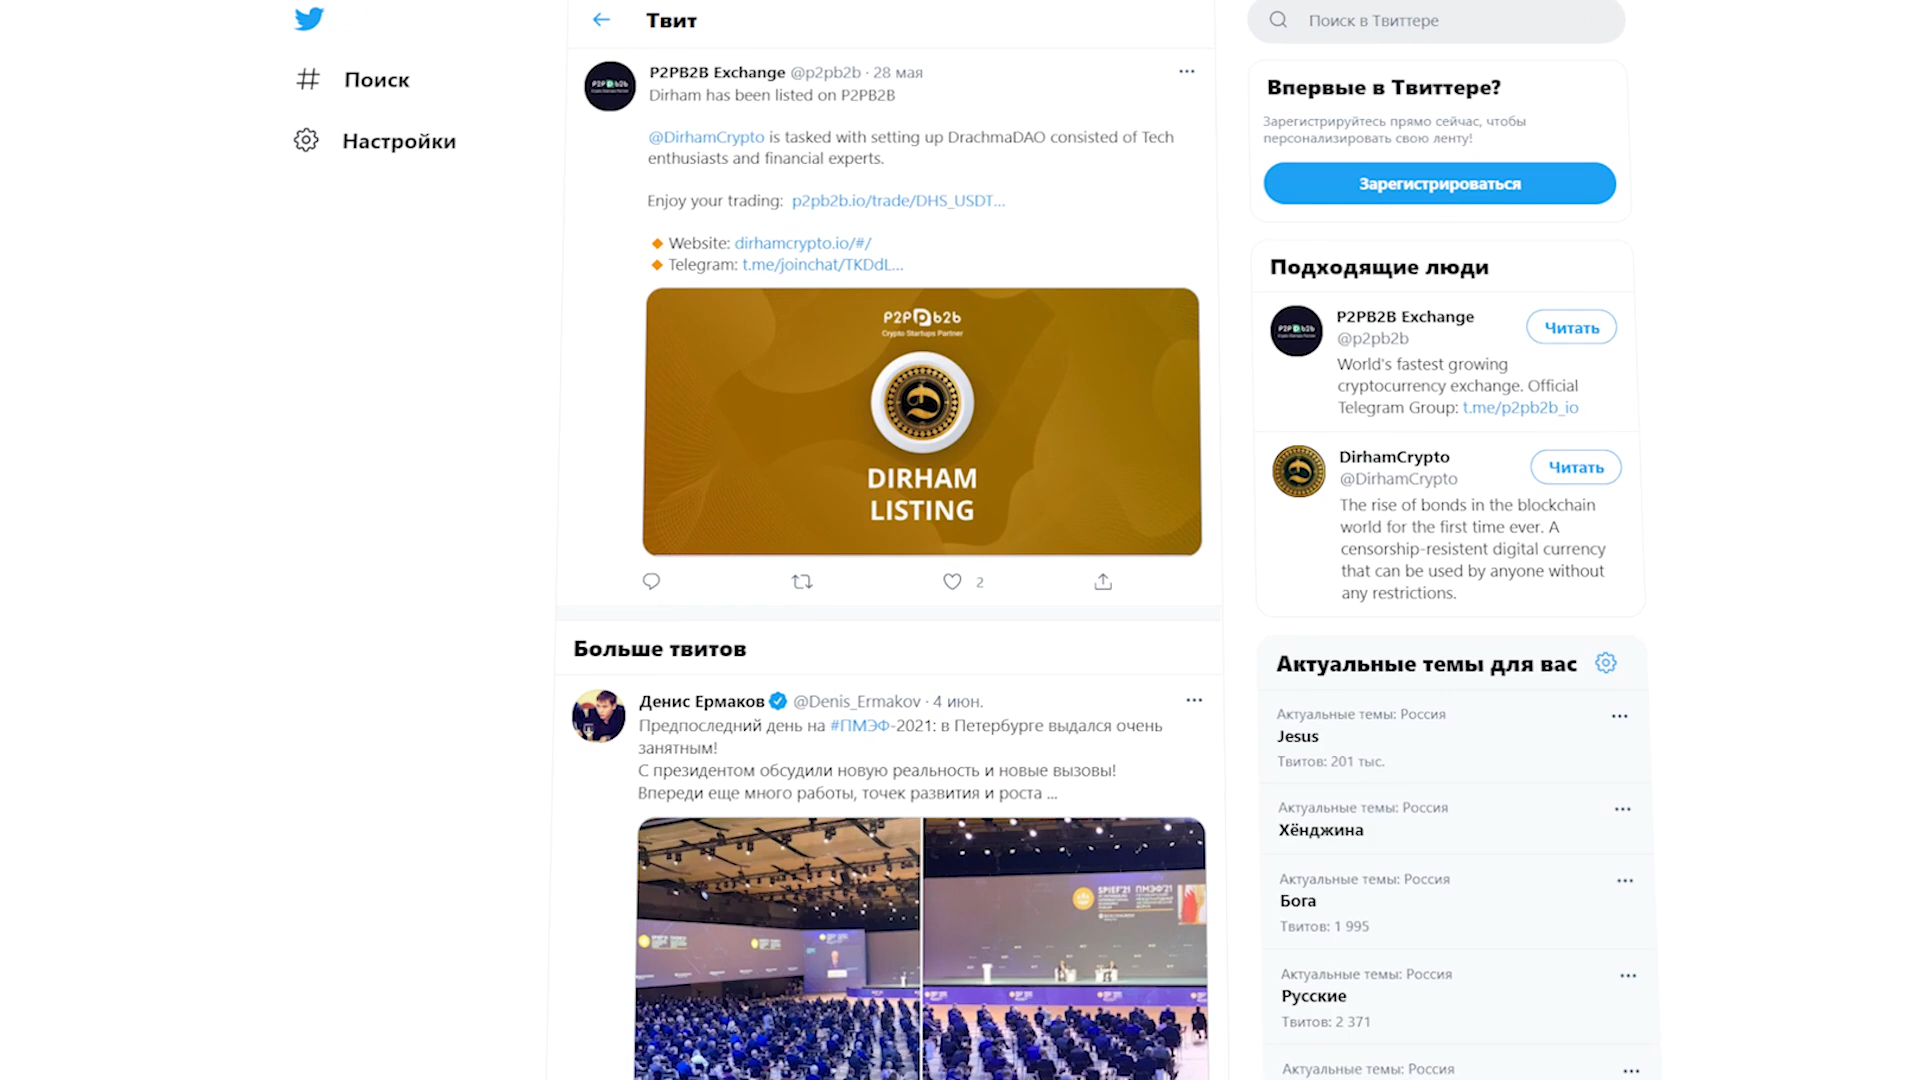 Поиск
Настройки
Твит
P2PB2B Exchange @p2pb2b · 28 мая
Dirham has been listed on P2PB2B
@DirhamCrypto is tasked with setting up DrachmaDAO consisted of Tech
enthusiasts and financial experts.
Enjoy your trading: p2pb2b.io/trade/DHS_USDT...
Website: dirhamcrypto.io/#/
Telegram: t.me/joinchat/TKDdL...
P2P b2b
Crypto Startups Partner
DIRHAM
LISTING
2
Больше твитов
Денис Ермаков @Denis_Ermakov · 4 июн.
Предпоследний день на #ПМЭФ-2021: в Петербурге выдался очень
занятным!
С президентом обсудили новую реальность и новые вызовы!
Впереди еще много работы, точек развития и роста ...
SPIEF'21 ПМЭФ'21
Поиск в Твиттере
Впервые в Твиттере?
Зарегистрируйтесь прямо сейчас, чтобы
персонализировать свою ленту!
Зарегистрироваться
Подходящие люди
P2PB2B Exchange
@p2pb2b
Читать
World's fastest growing
cryptocurrency exchange. Official
Telegram Group: t.me/p2pb2b_io
DirhamCrypto
@DirhamCrypto
Читать
The rise of bonds in the blockchain
world for the first time ever. A
censorship-resistent digital currency
that can be used by anyone without
any restrictions.
Актуальные темы для вас
Актуальные темы: Россия
Jesus
Твитов: 201 тыс.
Актуальные темы: Россия
Хёнджина
Актуальные темы: Россия
Бога
Твитов: 1 995
Актуальные темы: Россия
Русские
Твитов: 2 371
Актуальные темы: Россия